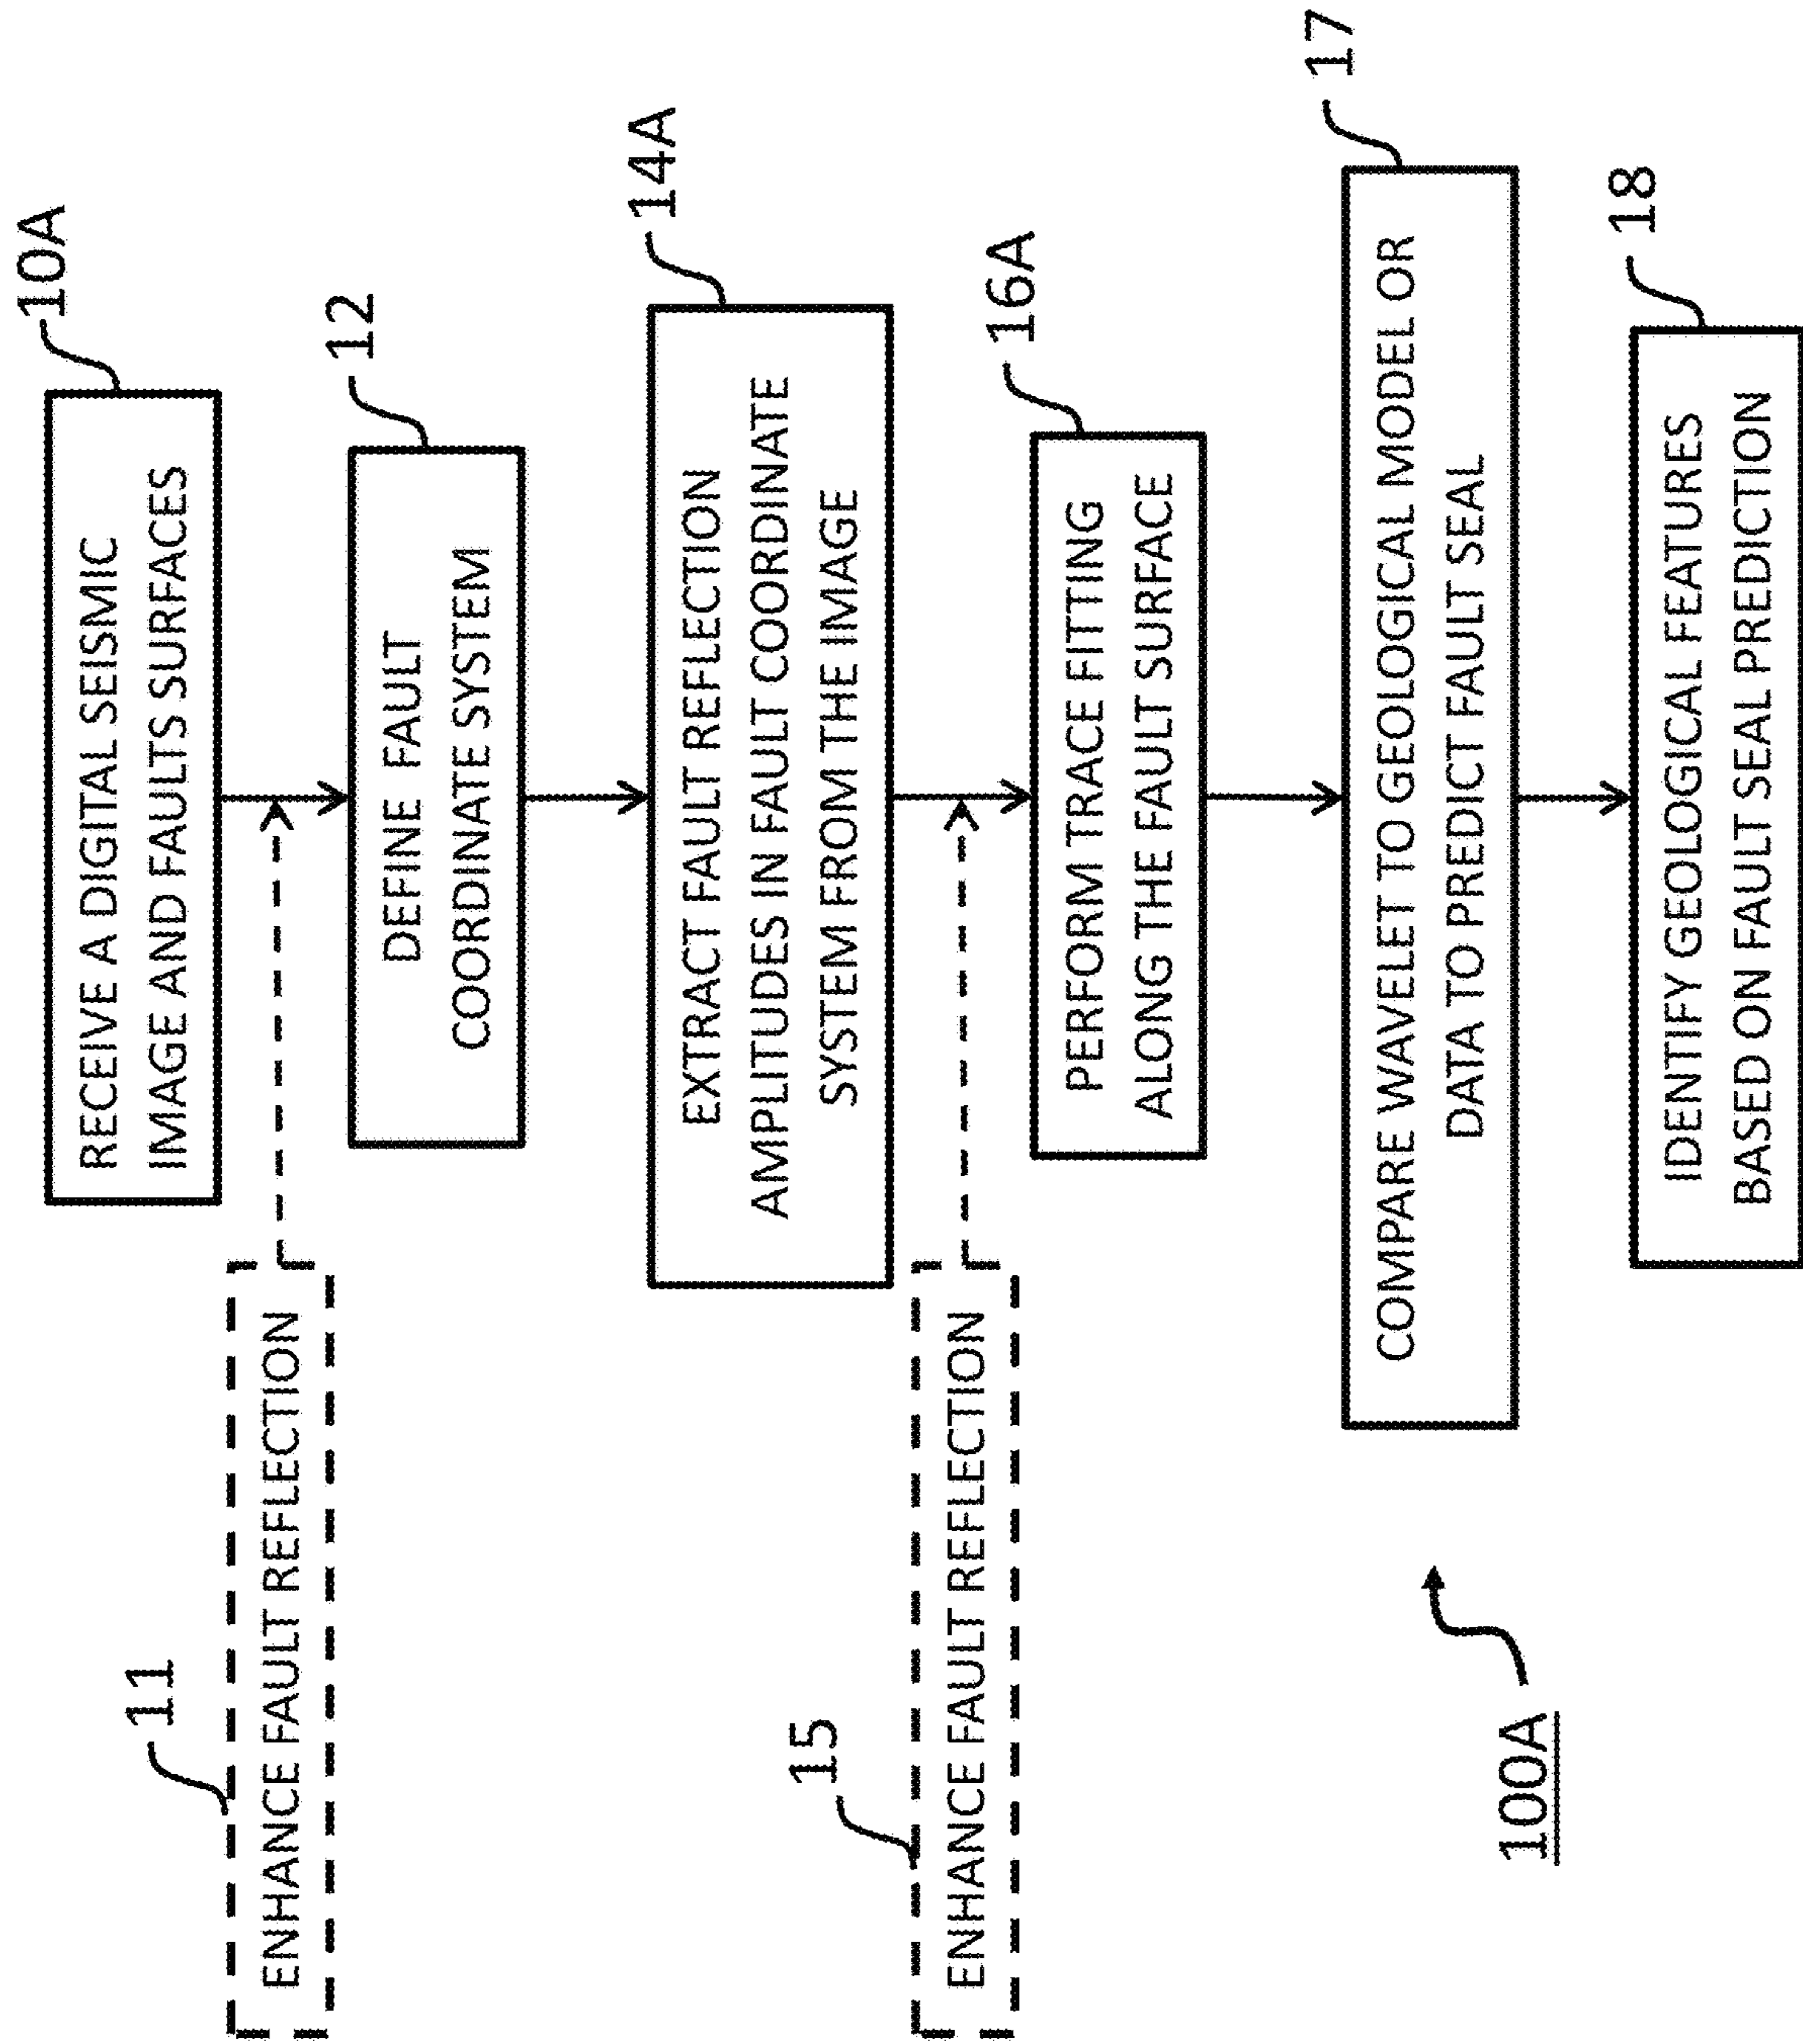 10A
RECEIVE A DIGITAL SEISMIC
IMAGE AND FAULTS SURFACES
11
ENHANCE FAULT REFLECTION
12
DEFINE FAULT
COORDINATE SYSTEM
14A
EXTRACT FAULT REFLECTION
AMPLITUDES IN FAULT COORDINATE
SYSTEM FROM THE IMAGE
15
ENHANCE FAULT REFLECTION
16A
PERFORM TRACE FITTING
ALONG THE FAULT SURFACE
17
COMPARE WAVELET TO GEOLOGICAL MODEL OR
DATA TO PREDICT FAULT SEAL
18
IDENTIFY GEOLOGICAL FEATURES
BASED ON FAULT SEAL PREDICTION
100A